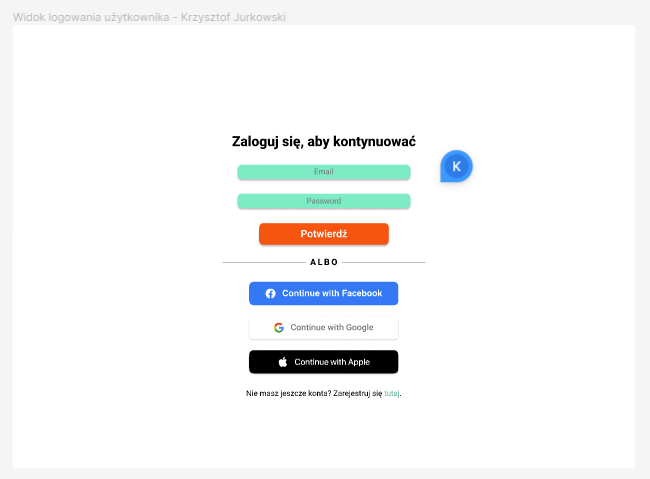 Widok logowania użytkownika - Krzysztof Jurkowski
Zaloguj się, aby kontynuować
K
Email
Password
Potwierdź
ALBO
Continue with Facebook
Continue with Google
Continue with Apple
Nie masz jeszcze konta? Zarejestruj się tutaj.